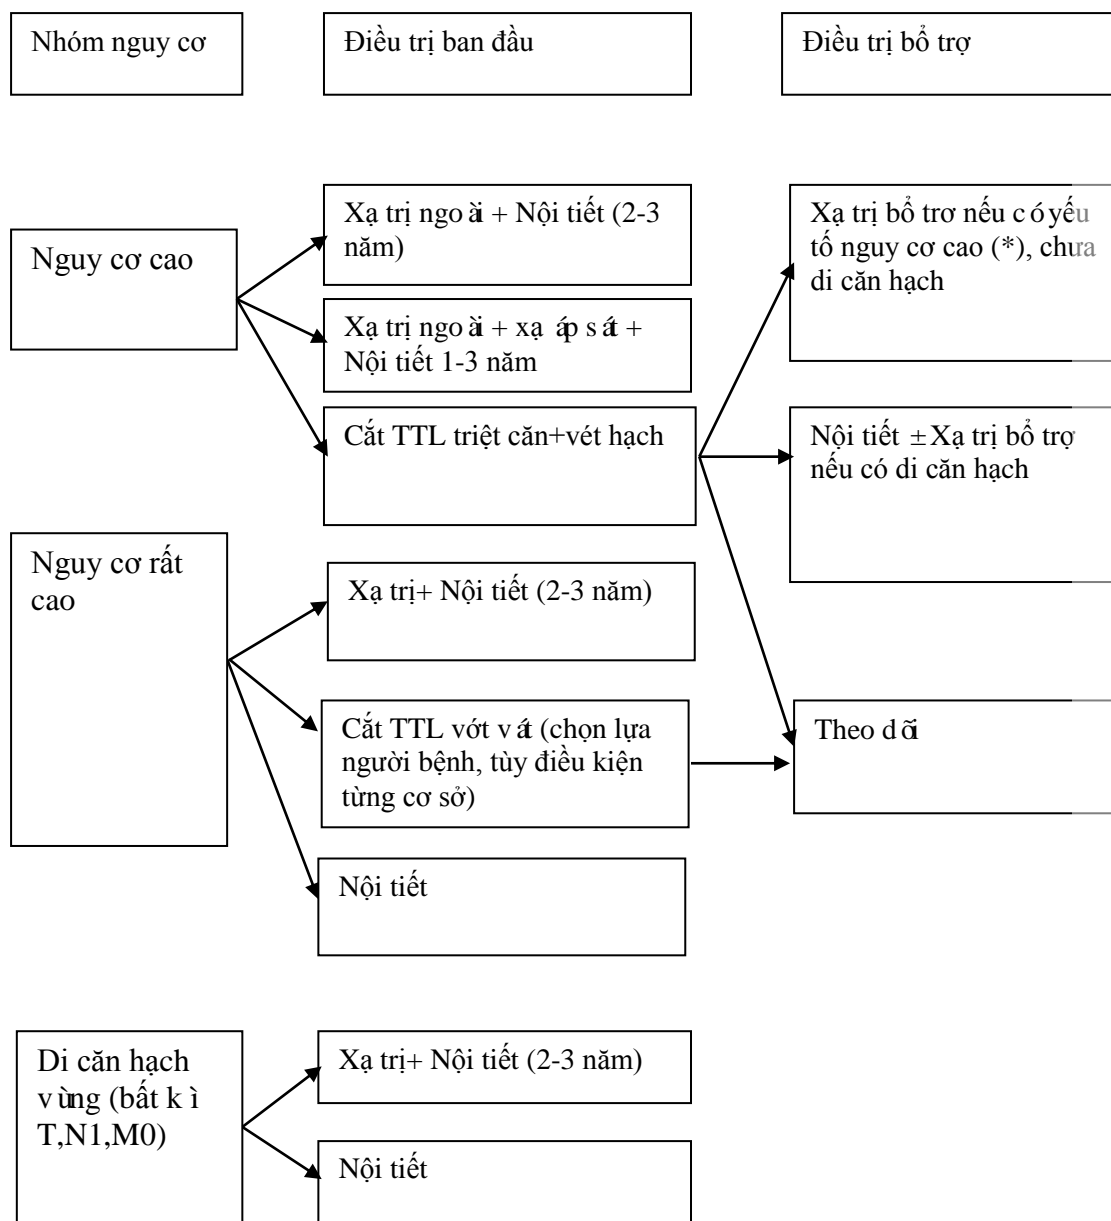 Nhóm nguy cơ
Điều trị ban đầu
Điều trị bổ trợ
Nguy cơ cao
Xạ trị ngoài + Nội tiết (2-3
năm)
Xạ trị ngoài + xạ áp sát +
Nội tiết 1-3 năm
Cắt TTL triệt căn+vét hạch
Xạ trị bổ trơ nếu có yếu
tố nguy cơ cao (*), chưa
di căn hạch
Nội tiết ±Xạ trị bổ trợ
nếu có di căn hạch
Theo dõi
Nguy cơ rất
cao
Xạ trị+ Nội tiết (2-3 năm)
Cắt TTL vớt vát (chọn lựa
người bệnh, tùy điều kiện
từng cơ sở)
Nội tiết
Di căn hạch
vùng (bất kì
T,N1,M0)
Xạ trị+ Nội tiết (2-3 năm)
Nội tiết